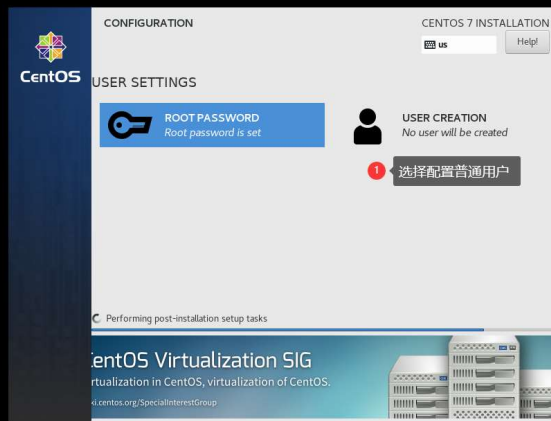 CONFIGURATION
CENTOS 7 INSTALLATION
us
Help!
CentOS
USER SETTINGS
ROOT PASSWORD
Root password is set
USER CREATION
No user will be created
1 选择配置普通用户
Performing post-installation setup tasks
entOS Virtualization SIG
rtualization in CentOS, virtualization of CentOS.
ki.centos.org/SpecialInterestGroup